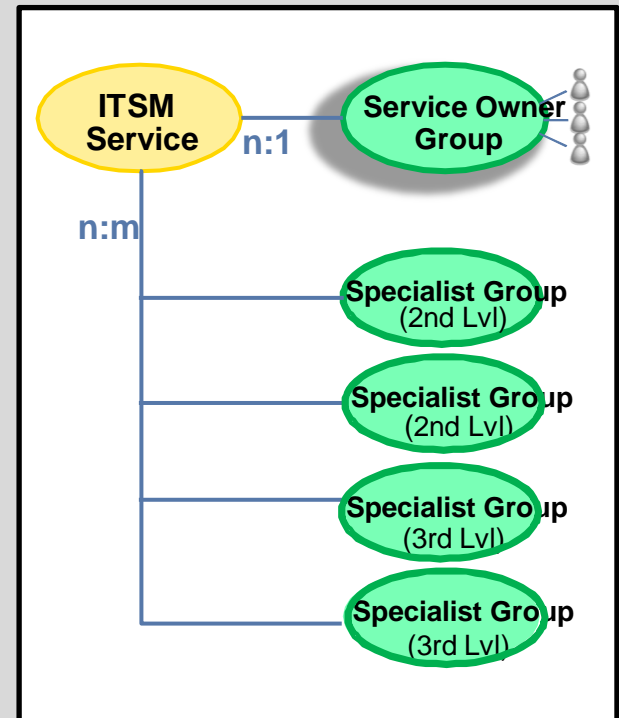 ITSM
Service
n:1
Service Owner
Group
n:m
Specialist Group
(2nd Lvl)
Specialist Group
(2nd Lvl)
Specialist Group
(3rd Lvl)
Specialist Group
(3rd Lvl)